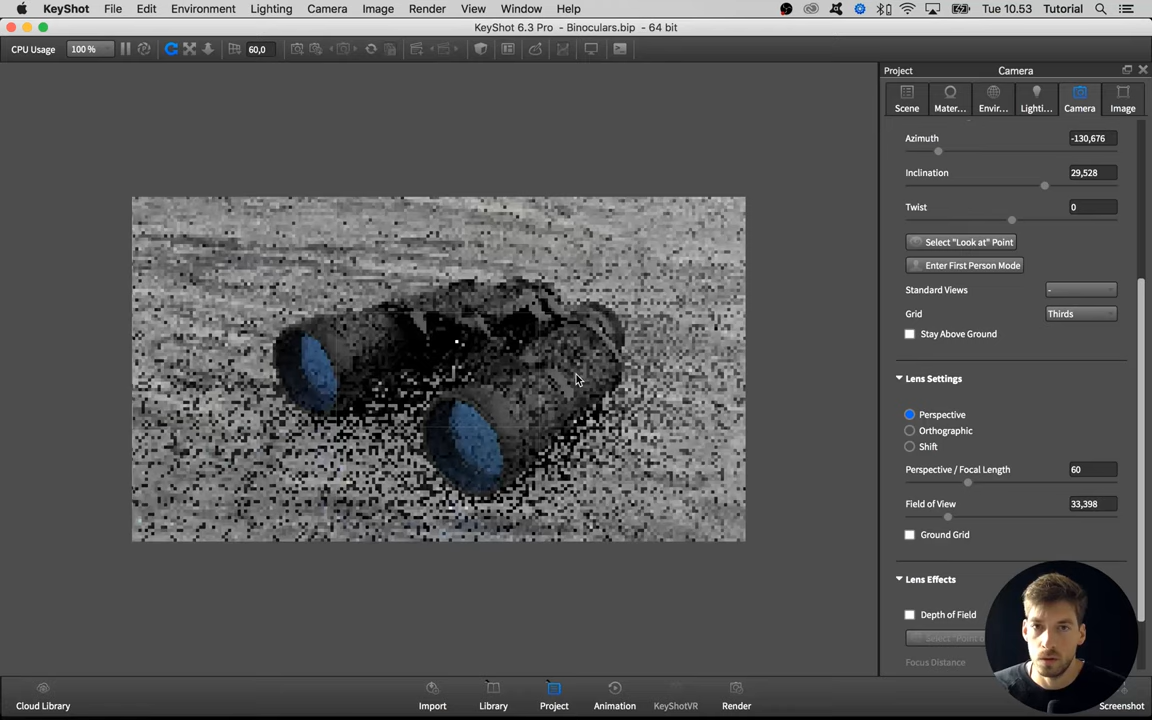 KeyShot File Edit Environment Lighting Camera Image Render View Window Help Tue 10.53 Tutorial
KeyShot 6.3 Pro - Binoculars.bip - 64 bit
CPU Usage 100 % 60,0
Project Camera
Scene Mater... Envir... Lighti... Camera Image
Azimuth -130,676
Inclination 29,528
Twist 0
Select "Look at" Point
Enter First Person Mode
Standard Views -
Grid Thirds
Stay Above Ground
Lens Settings
Perspective
Orthographic
Shift
Perspective / Focal Length 60
Field of View 33,398
Ground Grid
Lens Effects
Depth of Field
Select "Point o
Focus Distance
Cloud Library Import Library Project Animation KeyShotVR Render Screenshot